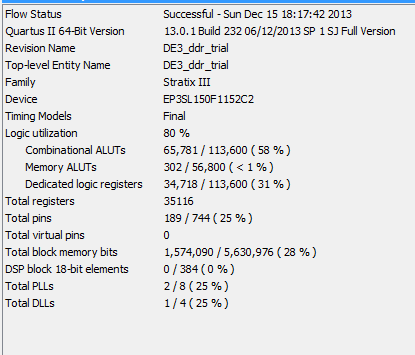 Flow Status Successful - Sun Dec 15 18:17:42 2013
Quartus II 64-Bit Version 13.0.1 Build 232 06/12/2013 SP 1 SJ Full Version
Revision Name DE3_ddr_trial
Top-level Entity Name DE3_ddr_trial
Family Stratix III
Device EP3SL150F1152C2
Timing Models Final
Logic utilization 80 %
Combinational ALUTs 65,781 / 113,600 ( 58 % )
Memory ALUTs 302 / 56,800 ( < 1 % )
Dedicated logic registers 34,718 / 113,600 ( 31 % )
Total registers 35116
Total pins 189 / 744 ( 25 % )
Total virtual pins 0
Total block memory bits 1,574,090 / 5,630,976 ( 28 % )
DSP block 18-bit elements 0 / 384 ( 0 % )
Total PLLs 2 / 8 ( 25 % )
Total DLLs 1 / 4 ( 25 % )